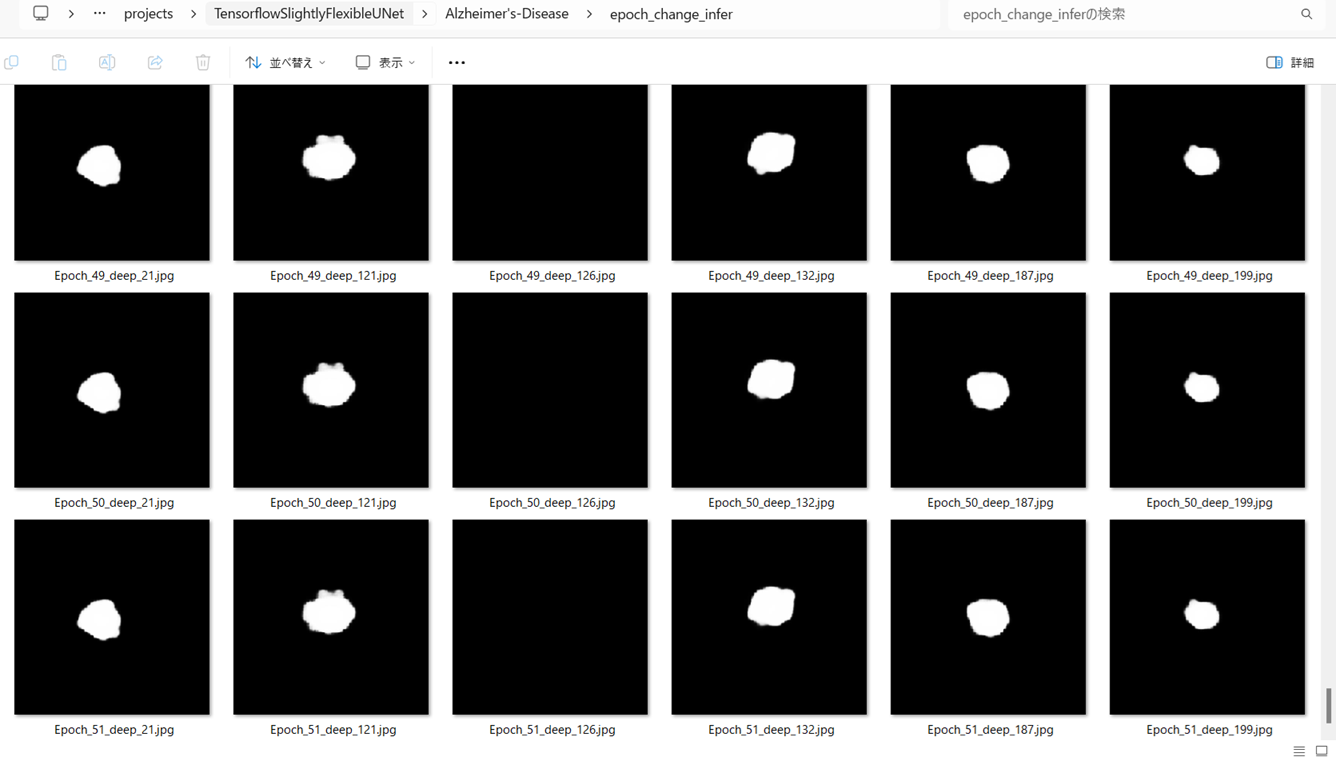 projects > TensorflowSlightlyFlexibleUNet > Alzheimer's-Disease > epoch_change_infer
epoch_change_inferの検索
並べ替え 表示 詳細
Epoch_49_deep_21.jpg Epoch_49_deep_121.jpg Epoch_49_deep_126.jpg Epoch_49_deep_132.jpg Epoch_49_deep_187.jpg Epoch_49_deep_199.jpg
Epoch_50_deep_21.jpg Epoch_50_deep_121.jpg Epoch_50_deep_126.jpg Epoch_50_deep_132.jpg Epoch_50_deep_187.jpg Epoch_50_deep_199.jpg
Epoch_51_deep_21.jpg Epoch_51_deep_121.jpg Epoch_51_deep_126.jpg Epoch_51_deep_132.jpg Epoch_51_deep_187.jpg Epoch_51_deep_199.jpg